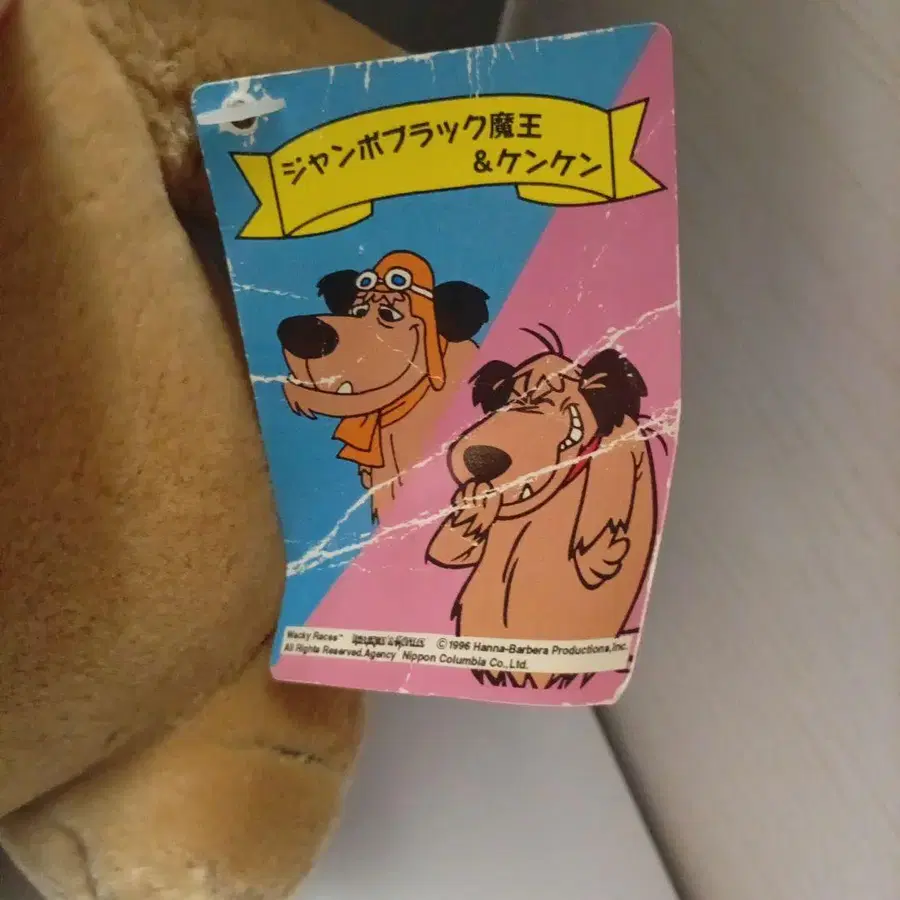 ジャンボブラック魔王
&ケンケン
Wacky Races™ ©1996 Hanna-Barbera Productions,Inc.
All Rights Reserved.Agency Nippon Columbia Co.,Ltd.